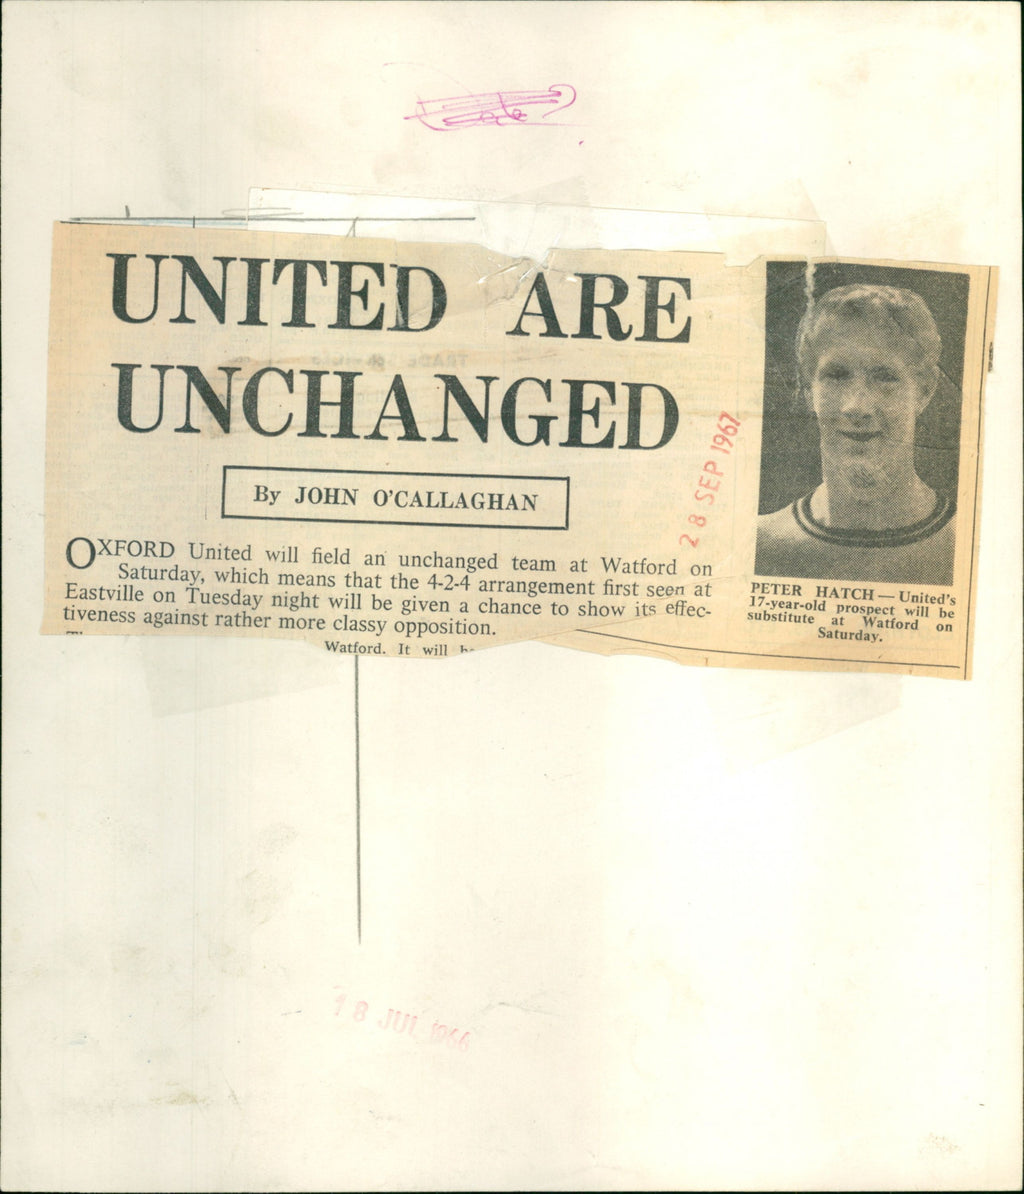 UNITED ARE
UNCHANGED
By JOHN O'CALLAGHAN
28 SEP 1967
OXFORD United will field an unchanged team at Watford on
Saturday, which means that the 4-2-4 arrangement first seen at
Eastville on Tuesday night will be given a chance to show its effec-
tiveness against rather more classy opposition.
Watford. It will
PETER HATCH — United's
17-year-old prospect will be
substitute at Watford on
Saturday.
18 JUL 1966